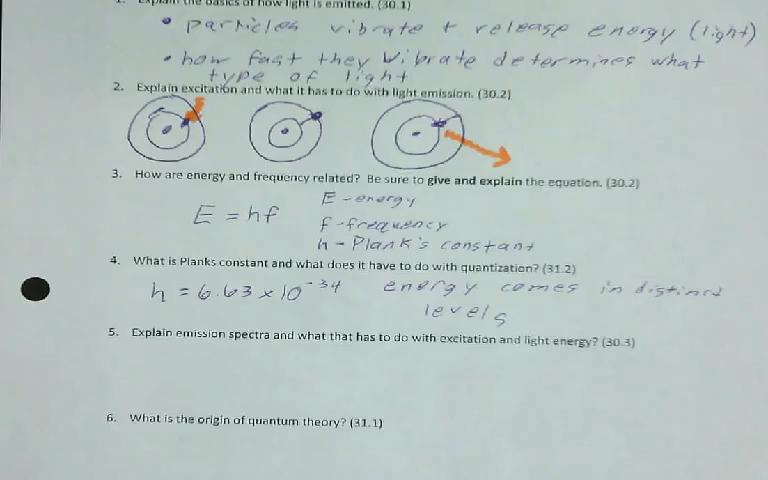 1. Explain the basics of how light is emitted. (30.1)
• particles vibrate + release energy (light)
• how fast they vibrate determines what
type of light
2. Explain excitation and what it has to do with light emission. (30.2)
3. How are energy and frequency related? Be sure to give and explain the equation. (30.2)
E = hf
E - energy
f - frequency
h - Plank's constant
4. What is Planks constant and what does it have to do with quantization? (31.2)
h = 6.63 x 10⁻³⁴ energy comes in distinct
levels
5. Explain emission spectra and what that has to do with excitation and light energy? (30.3)
6. What is the origin of quantum theory? (31.1)